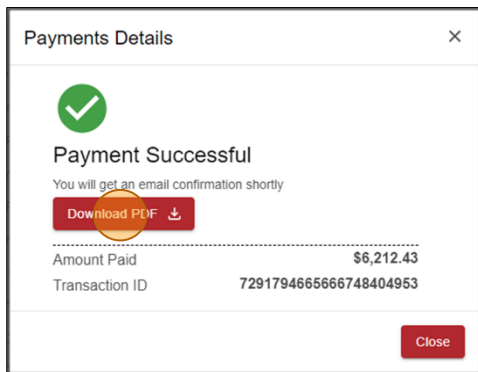 Payments Details
Payment Successful
You will get an email confirmation shortly
Download PDF
Amount Paid $6,212.43
Transaction ID 7291794665666748404953
Close